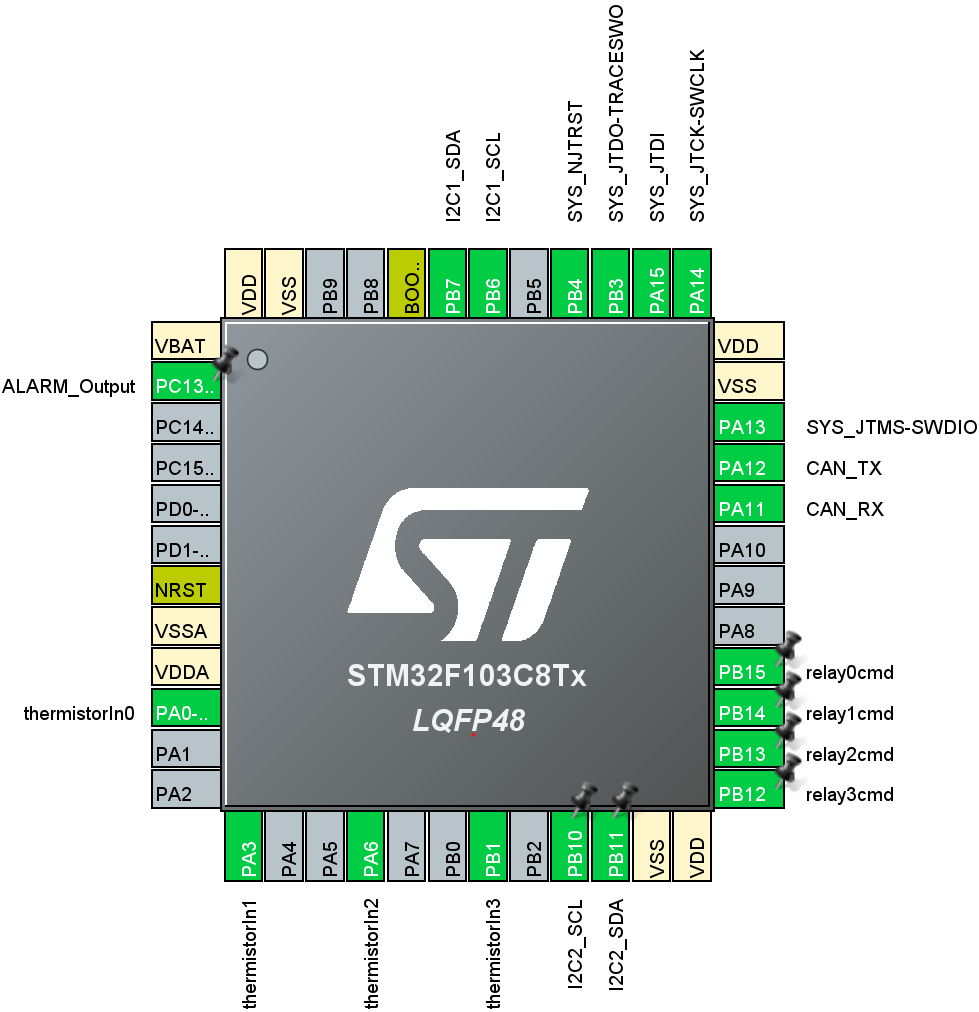 I2C1_SDA
I2C1_SCL
SYS_NJTRST
SYS_JTDO-TRACESWO
SYS_JTDI
SYS_JTCK-SWCLK
VDD
VSS
PB9
PB8
BOO..
PB7
PB6
PB5
PB4
PB3
PA15
PA14
VBAT
ALARM_Output
PC13..
PC14..
PC15..
PD0-..
PD1-..
NRST
VSSA
VDDA
thermistorIn0
PA0-..
PA1
PA2
VDD
VSS
PA13
SYS_JTMS-SWDIO
PA12
CAN_TX
PA11
CAN_RX
PA10
PA9
PA8
PB15
relay0cmd
PB14
relay1cmd
PB13
relay2cmd
PB12
relay3cmd
ST
STM32F103C8Tx
LQFP48
PA3
PA4
PA5
PA6
PA7
PB0
PB1
PB2
PB10
PB11
VSS
VDD
thermistorIn1
thermistorIn2
thermistorIn3
I2C2_SCL
I2C2_SDA